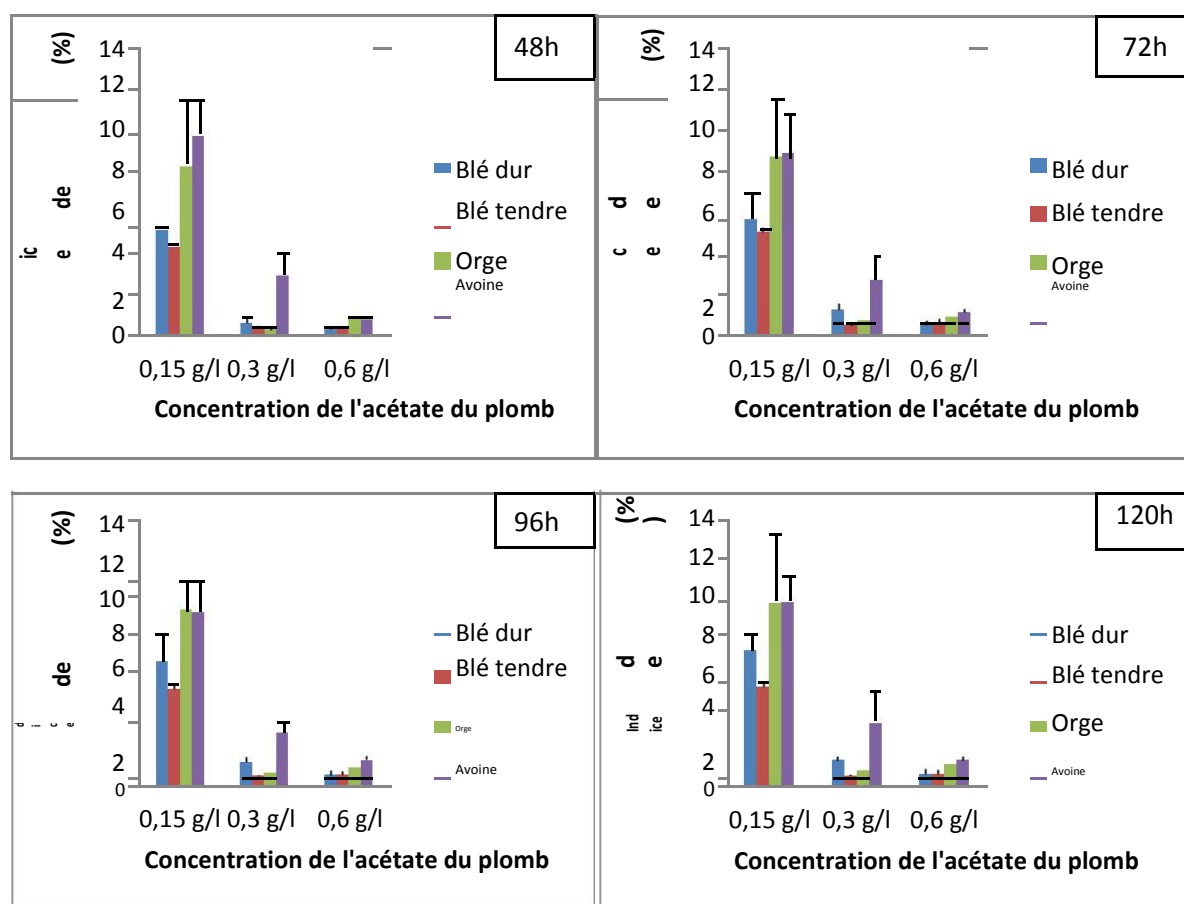 48h
(%)
14
12
10
8
6
4
2
0
de
ic
e
Blé dur
Blé tendre
Orge
Avoine
0,15 g/l 0,3 g/l 0,6 g/l
Concentration de l'acétate du plomb
72h
(%)
14
12
10
8
6
4
2
0
d
e
c
e
Blé dur
Blé tendre
Orge
Avoine
0,15 g/l 0,3 g/l 0,6 g/l
Concentration de l'acétate du plomb
96h
(%)
14
12
10
8
6
4
2
0
de
d
i
c
e
Blé dur
Blé tendre
Orge
Avoine
0,15 g/l 0,3 g/l 0,6 g/l
Concentration de l'acétate du plomb
120h
(%
)
14
12
10
8
6
4
2
0
d
e
Ind
ice
Blé dur
Blé tendre
Orge
Avoine
0,15 g/l 0,3 g/l 0,6 g/l
Concentration de l'acétate du plomb